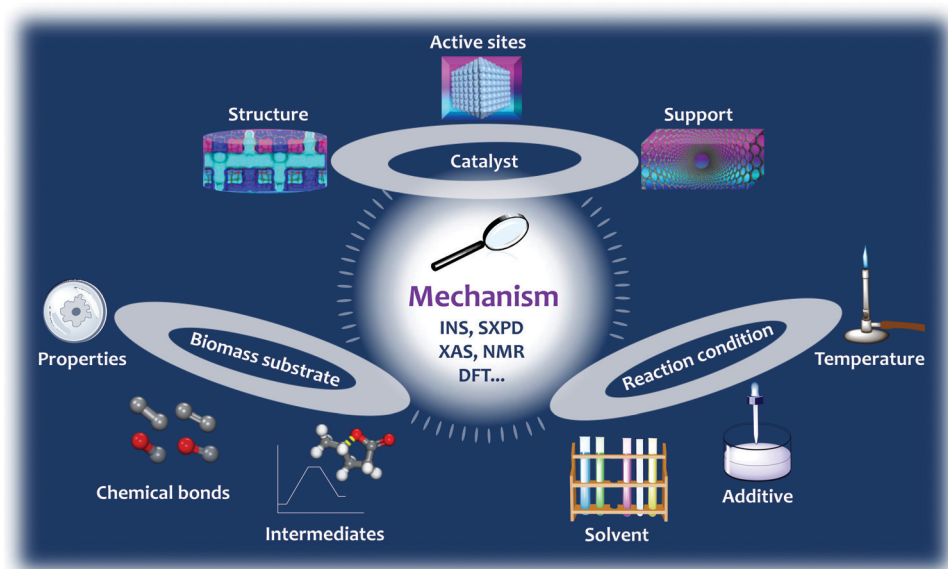 Active sites
Structure
Support
Catalyst
Mechanism
INS, SXPD
XAS, NMR
DFT...
Properties
Biomass substrate
Reaction condition
Temperature
Chemical bonds
Intermediates
Solvent
Additive